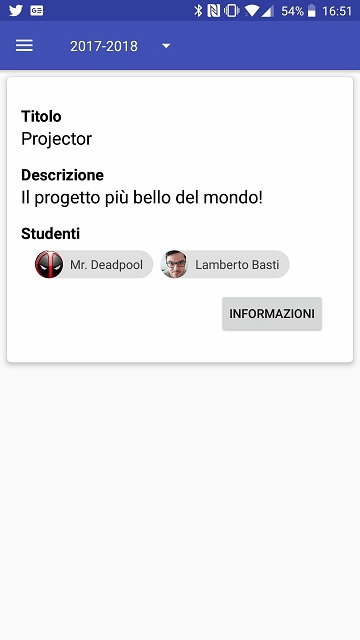 54% 16:51
2017-2018
Titolo
Projector
Descrizione
Il progetto più bello del mondo!
Studenti
Mr. Deadpool Lamberto Basti
INFORMAZIONI